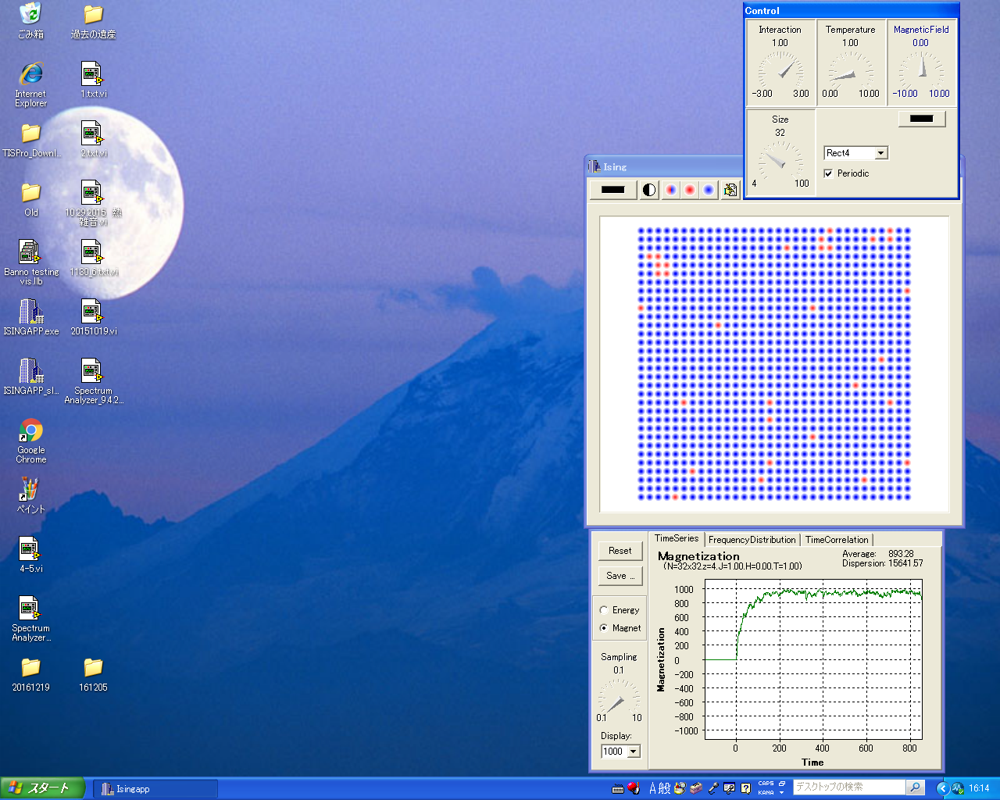 ごみ箱
過去の遺産
Internet
Explorer
1.txt.vi
TISPro_Downl...
2.txt.vi
Old
10.29.2015 熱
雑音.vi
Banno testing
vis.llb
1180_6.txt.vi
ISINGAPP.exe
20151019.vi
ISINGAPP_sl...
Spectrum
Analyzer_9.4.2...
Google
Chrome
ペイント
4-5.vi
Spectrum
Analyzer...
20161219
161205
Control
Interaction
1.00
-3.00
3.00
Temperature
1.00
0.00
10.00
MagneticField
0.00
-10.00
10.00
Size
32
4
100
Rect4
Periodic
Ising
Reset
Save ...
Energy
Magnet
Sampling
0.1
0.1
10
Display:
1000
TimeSeries
FrequencyDistribution
TimeCorrelation
Magnetization
(N=32x32.z=4.J=1.00.H=0.00.T=1.00)
Average: 893.28
Dispersion: 15641.57
Magnetization
1000
800
600
400
200
0
-200
-400
-600
-800
-1000
0
200
400
600
800
Time
スタート
Isingapp
A 般
CAPS
KANA
デスクトップの検索
16:14